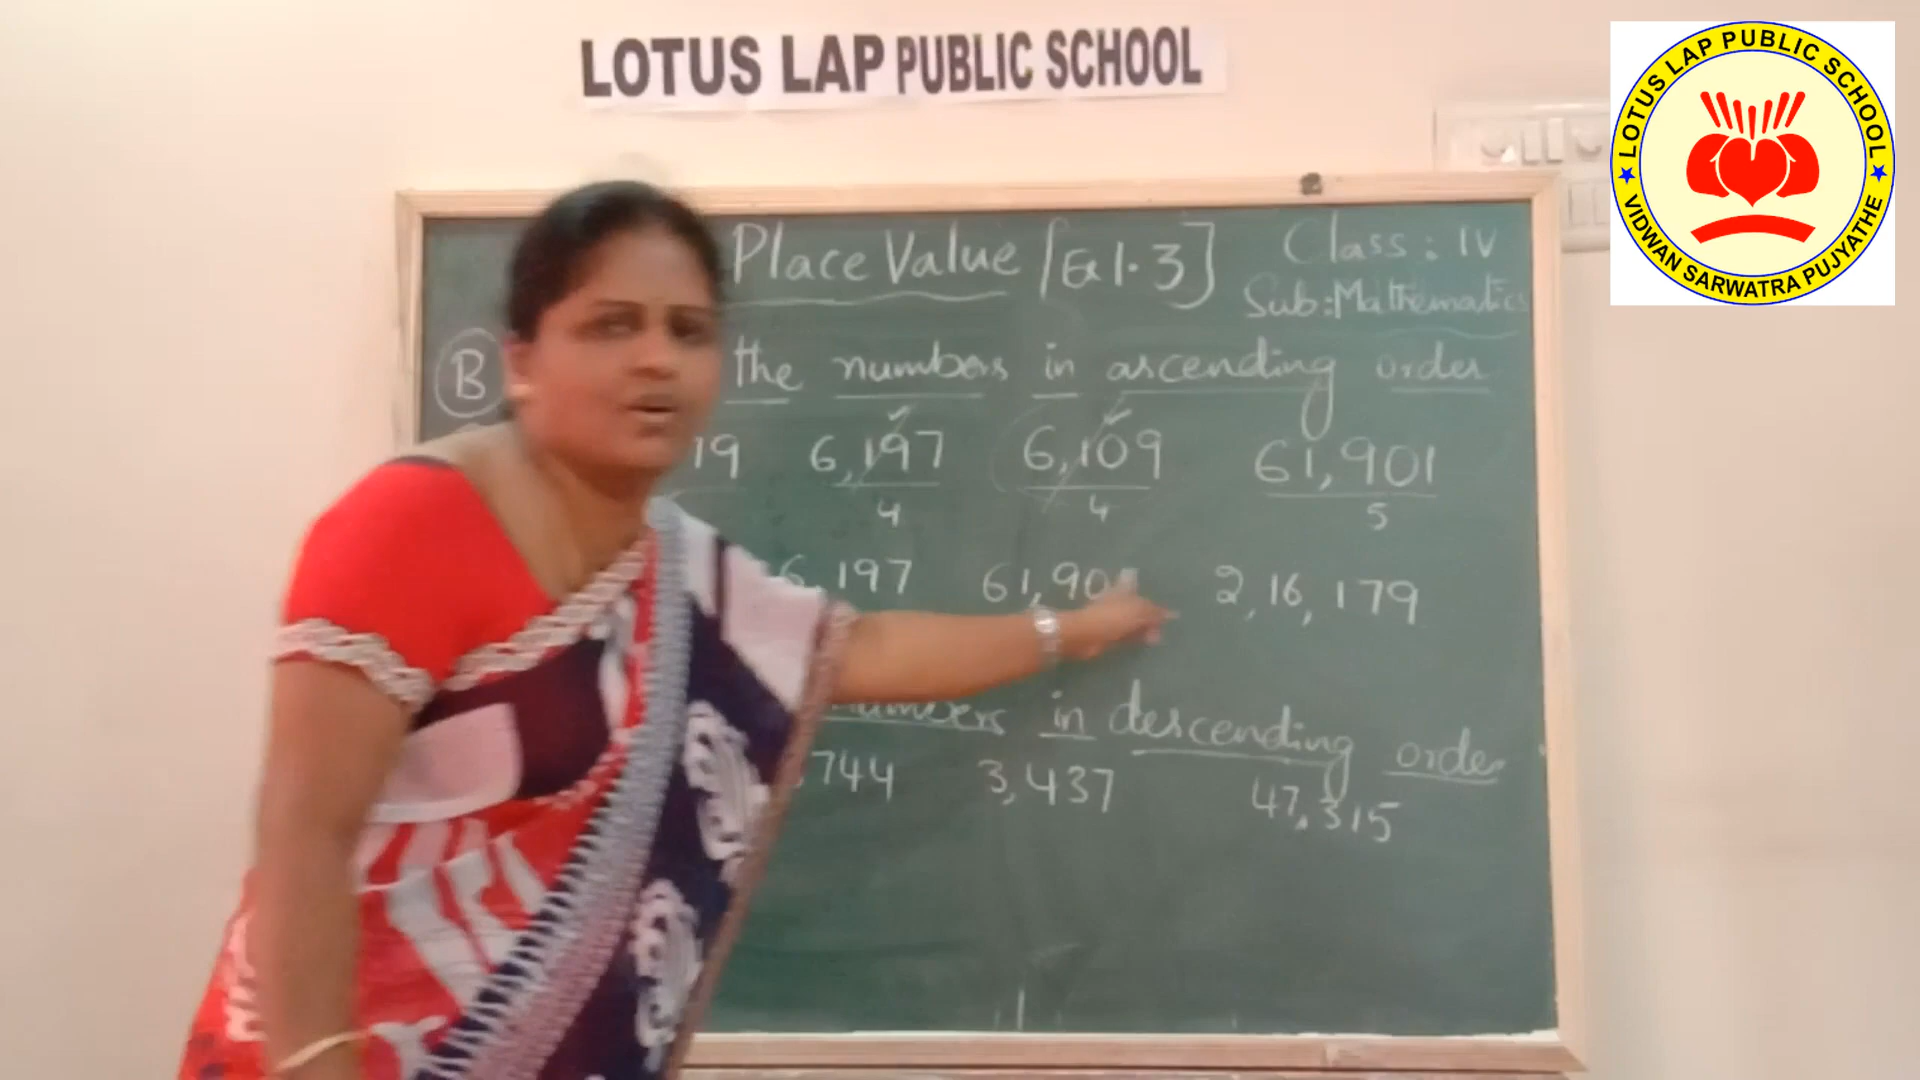 LOTUS LAP PUBLIC SCHOOL
LOTUS LAP PUBLIC SCHOOL
VIDWAN SARWATRA PUJYATHE
Place Value [Ex 1.3]
Class: IV
Sub: Mathematics
B the numbers in ascending order
19 6,197 6,109 61,901
4 4 5
6,197 61,90 2,16,179
numbers in descending order
,744 3,437 47,315